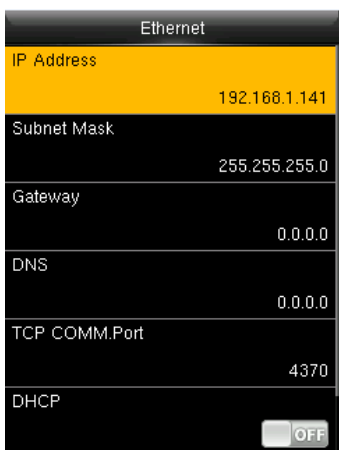 Ethernet
IP Address
192.168.1.141
Subnet Mask
255.255.255.0
Gateway
0.0.0.0
DNS
0.0.0.0
TCP COMM.Port
4370
DHCP
OFF